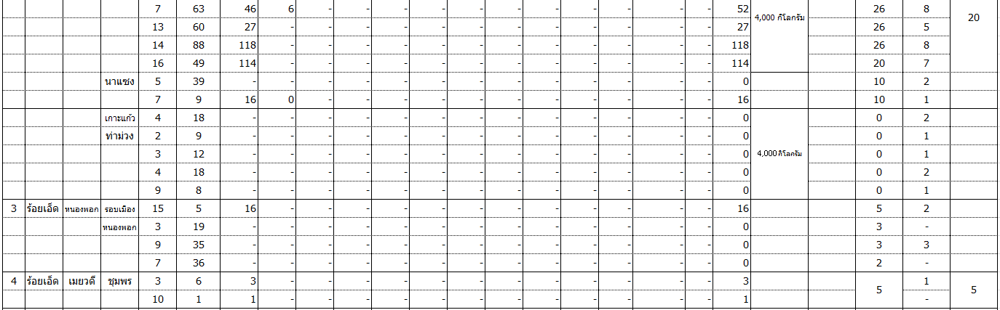 7 63 46 6 - - - - - - - - - - 52 4,000 กิโลกรัม 26 8 20
13 60 27 - - - - - - - - - - - 27 26 5
14 88 118 - - - - - - - - - - - 118 26 8
16 49 114 - - - - - - - - - - - 114 20 7
นาแซง 5 39 - - - - - - - - - - - - 0 10 2
7 9 16 0 - - - - - - - - - - 16 10 1
เกาะแก้ว 4 18 - - - - - - - - - - - - 0 0 2
ท่าม่วง 2 9 - - - - - - - - - - - - 0 0 1
3 12 - - - - - - - - - - - - 0 4,000 กิโลกรัม 0 1
4 18 - - - - - - - - - - - - 0 0 2
9 8 - - - - - - - - - - - - 0 0 1
3 ร้อยเอ็ด หนองพอก รอบเมือง 15 5 16 - - - - - - - - - - - 16 5 2
หนองพอก 3 19 - - - - - - - - - - - - 0 3 -
9 35 - - - - - - - - - - - - 0 3 3
7 36 - - - - - - - - - - - - 0 2 -
4 ร้อยเอ็ด เมยวดี ชุมพร 3 6 3 - - - - - - - - - - - 3 5 1 5
10 1 1 - - - - - - - - - - - 1 -